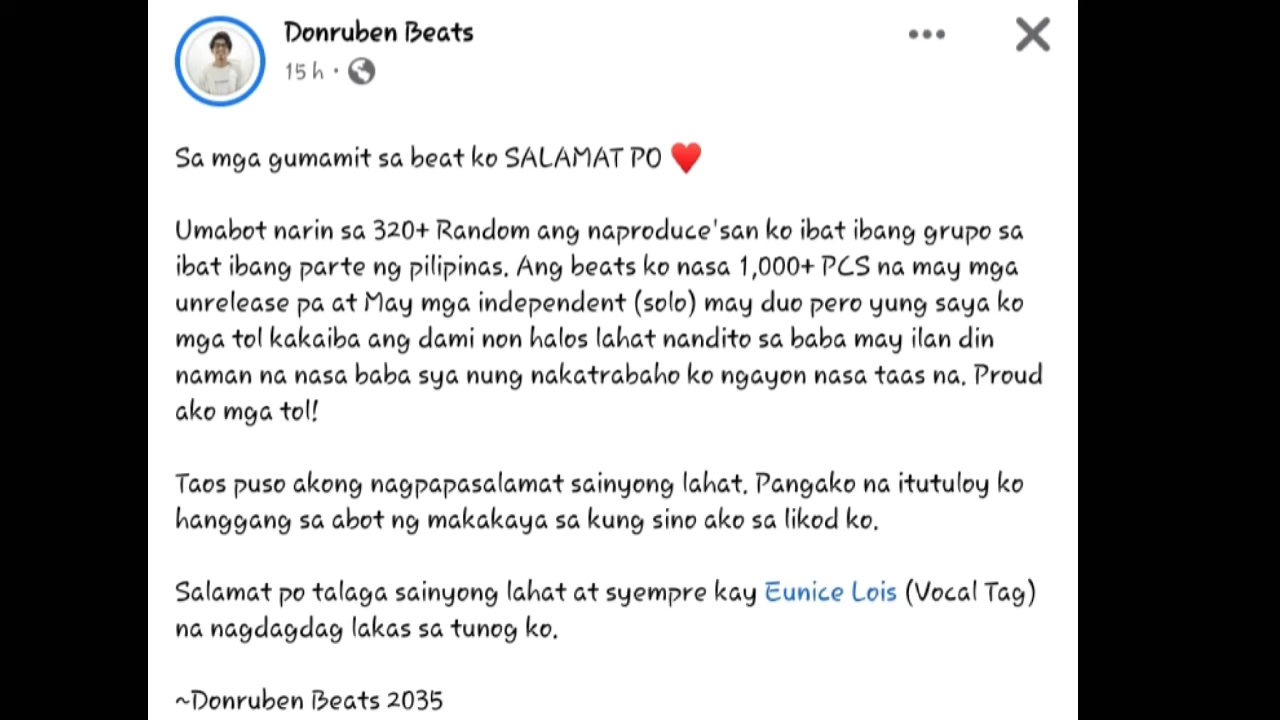 Donruben Beats
15 h ·
Sa mga gumamit sa beat ko SALAMAT PO ♥️
Umabot narin sa 320+ Random ang naproduce'san ko ibat ibang grupo sa
ibat ibang parte ng pilipinas. Ang beats ko nasa 1,000+ PCS na may mga
unrelease pa at May mga independent (solo) may duo pero yung saya ko
mga tol kakaiba ang dami non halos lahat nandito sa baba may ilan din
naman na nasa baba sya nung nakatrabaho ko ngayon nasa taas na. Proud
ako mga tol!
Taos puso akong nagpapasalamat sainyong lahat. Pangako na itutuloy ko
hanggang sa abot ng makakaya sa kung sino ako sa likod ko.
Salamat po talaga sainyong lahat at syempre kay Eunice Lois (Vocal Tag)
na nagdagdag lakas sa tunog ko.
~Donruben Beats 2035